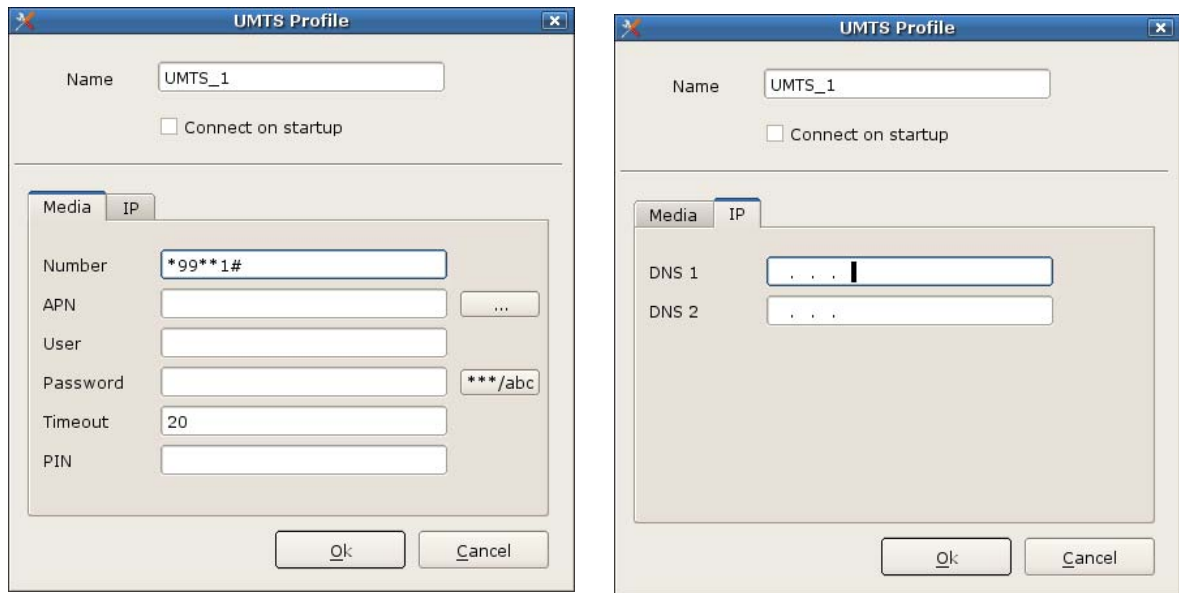 UMTS Profile
Name UMTS_1
Connect on startup
Media IP
Number *99**1#
APN ...
User
Password ***/abc
Timeout 20
PIN
Ok Cancel
UMTS Profile
Name UMTS_1
Connect on startup
Media IP
DNS 1 . . .
DNS 2 . . .
Ok Cancel